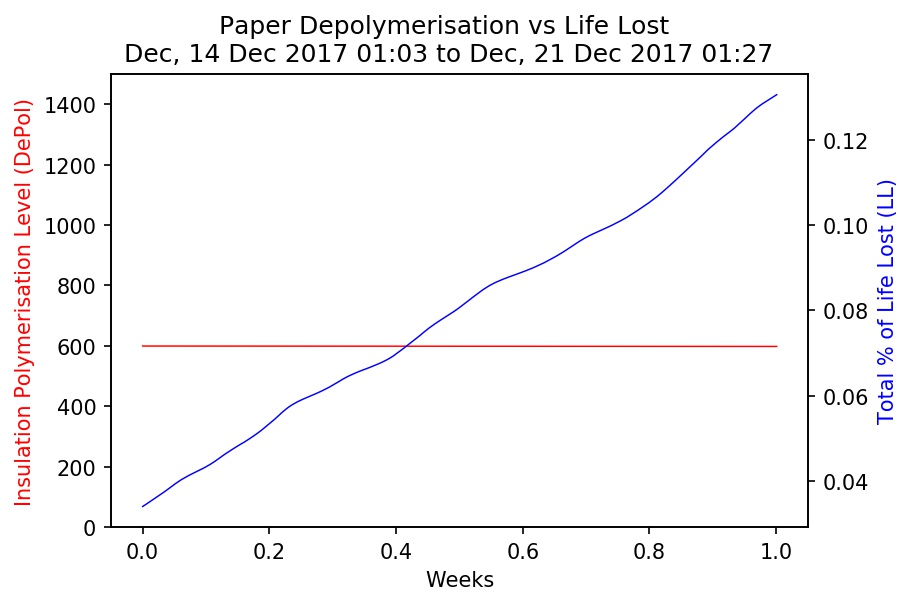 Paper Depolymerisation vs Life Lost
Dec, 14 Dec 2017 01:03 to Dec, 21 Dec 2017 01:27
Insulation Polymerisation Level (DePol)
1400
1200
1000
800
600
400
200
0
0.12
0.10
0.08
0.06
0.04
Total % of Life Lost (LL)
0.0 0.2 0.4 0.6 0.8 1.0
Weeks